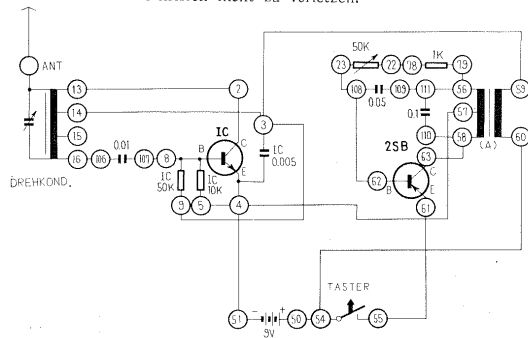 ANT
13
14
15
16
DREHKOND.
106
0.01
107
8
IC
50K
IC
10K
9
5
4
2
IC
B
C
E
3
IC
0.005
23
50K
22
78
1K
79
108
0.05
109
111
56
0.1
57
110
58
(A)
59
60
2SB
63
62
B
C
E
61
TASTER
51
-
+
9V
50
54
55